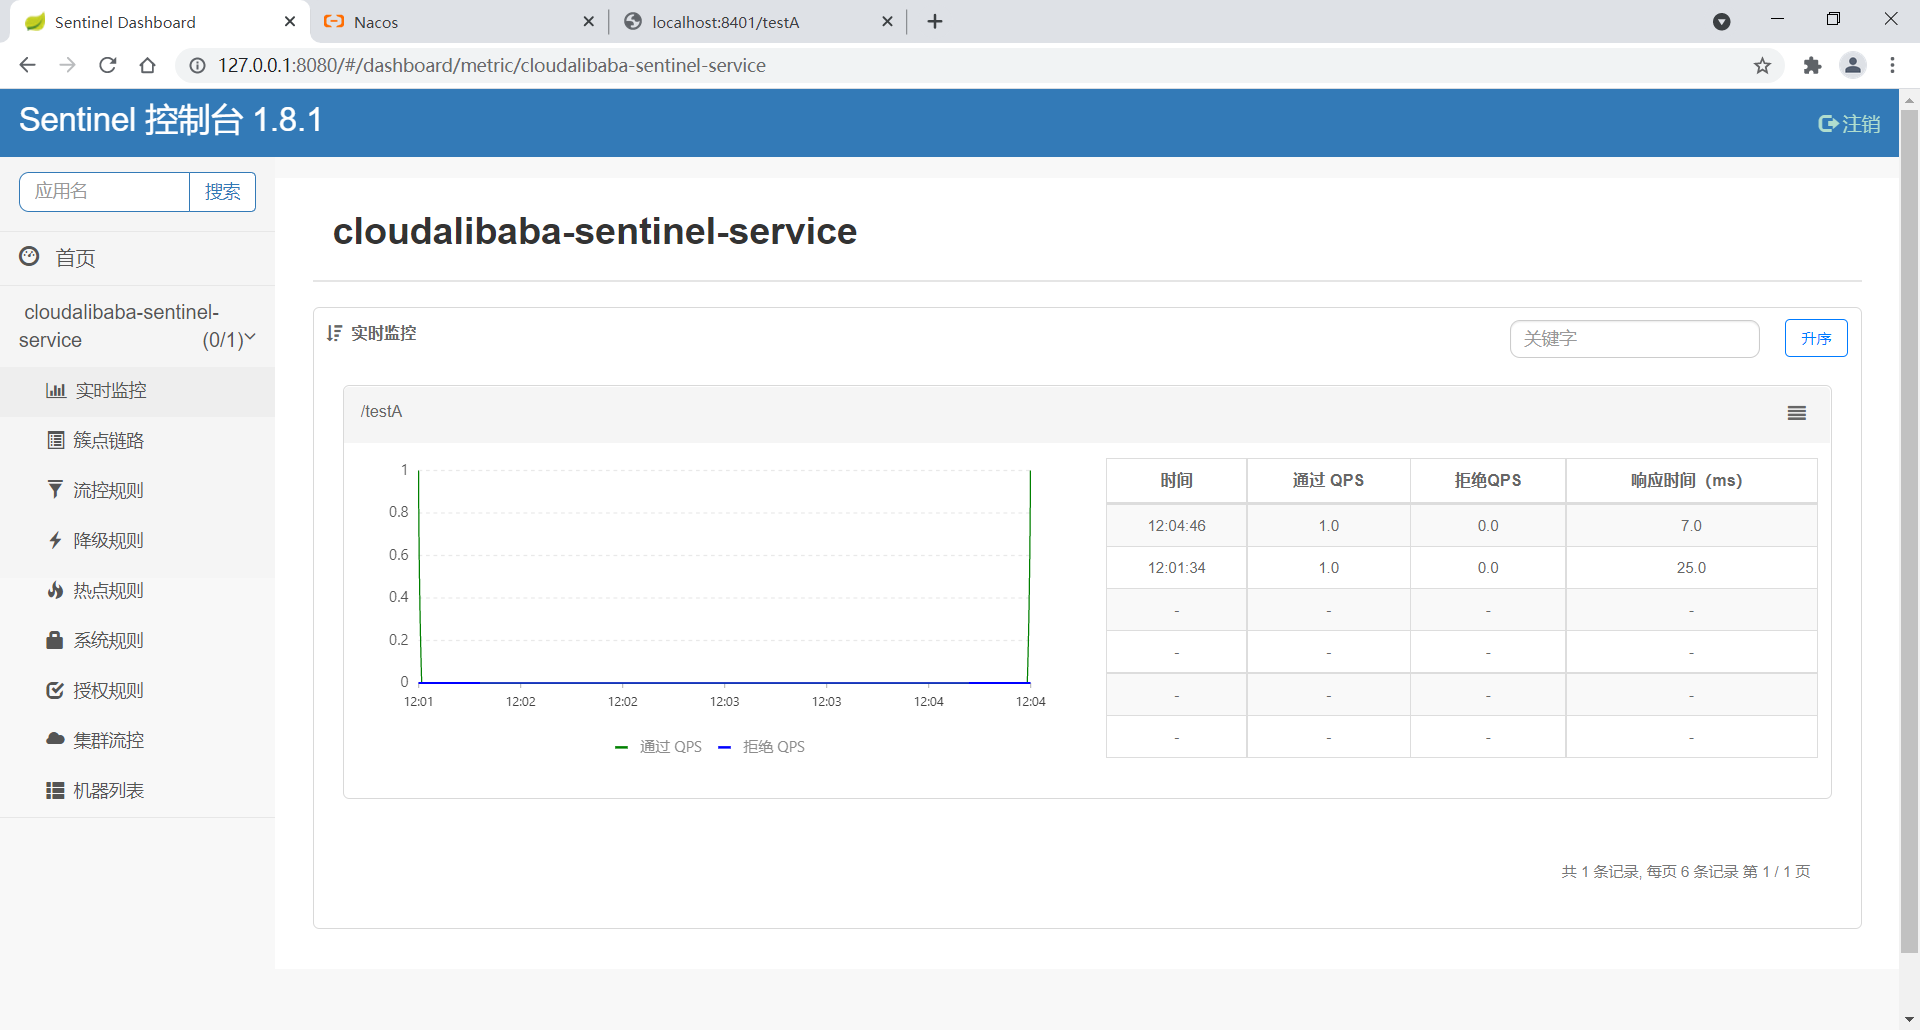 Sentinel Dashboard
Nacos
localhost:8401/testA
127.0.0.1:8080/#/dashboard/metric/cloudalibaba-sentinel-service
Sentinel 控制台 1.8.1
注销
应用名
搜索
首页
cloudalibaba-sentinel-
service (0/1)
实时监控
簇点链路
流控规则
降级规则
热点规则
系统规则
授权规则
集群流控
机器列表
cloudalibaba-sentinel-service
实时监控
关键字
升序
/testA
1
0.8
0.6
0.4
0.2
0
12:01 12:02 12:02 12:03 12:03 12:04 12:04
通过 QPS 拒绝 QPS
时间 通过 QPS 拒绝QPS 响应时间（ms）
12:04:46 1.0 0.0 7.0
12:01:34 1.0 0.0 25.0
- - - -
- - - -
- - - -
- - - -
共 1 条记录, 每页 6 条记录 第 1 / 1 页